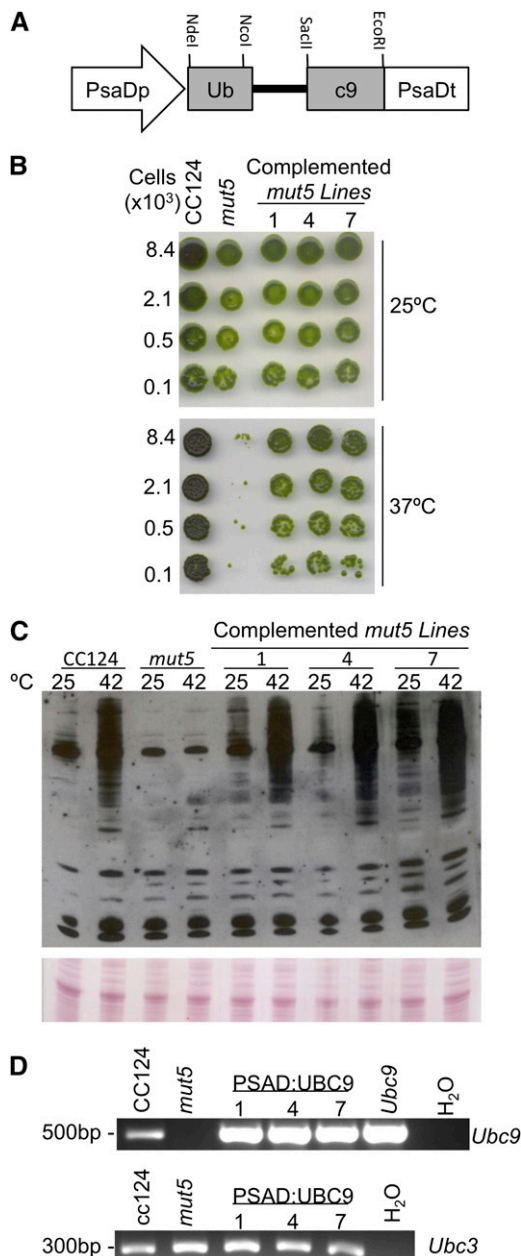 A
NdeI NcoI SacII EcoRI
PsaDp Ub c9 PsaDt
B
Cells (x10³) CC124 mut5 Complemented mut5 Lines
1 4 7
8.4
2.1
0.5
0.1
25ºC
8.4
2.1
0.5
0.1
37ºC
C
Complemented mut5 Lines
CC124 mut5 1 4 7
ºC 25 42 25 42 25 42 25 42 25 42
D
CC124 mut5 PSAD:UBC9 Ubc9 H₂O
1 4 7
500bp - Ubc9
cc124 mut5 PSAD:UBC9 H₂O
1 4 7
300bp - Ubc3